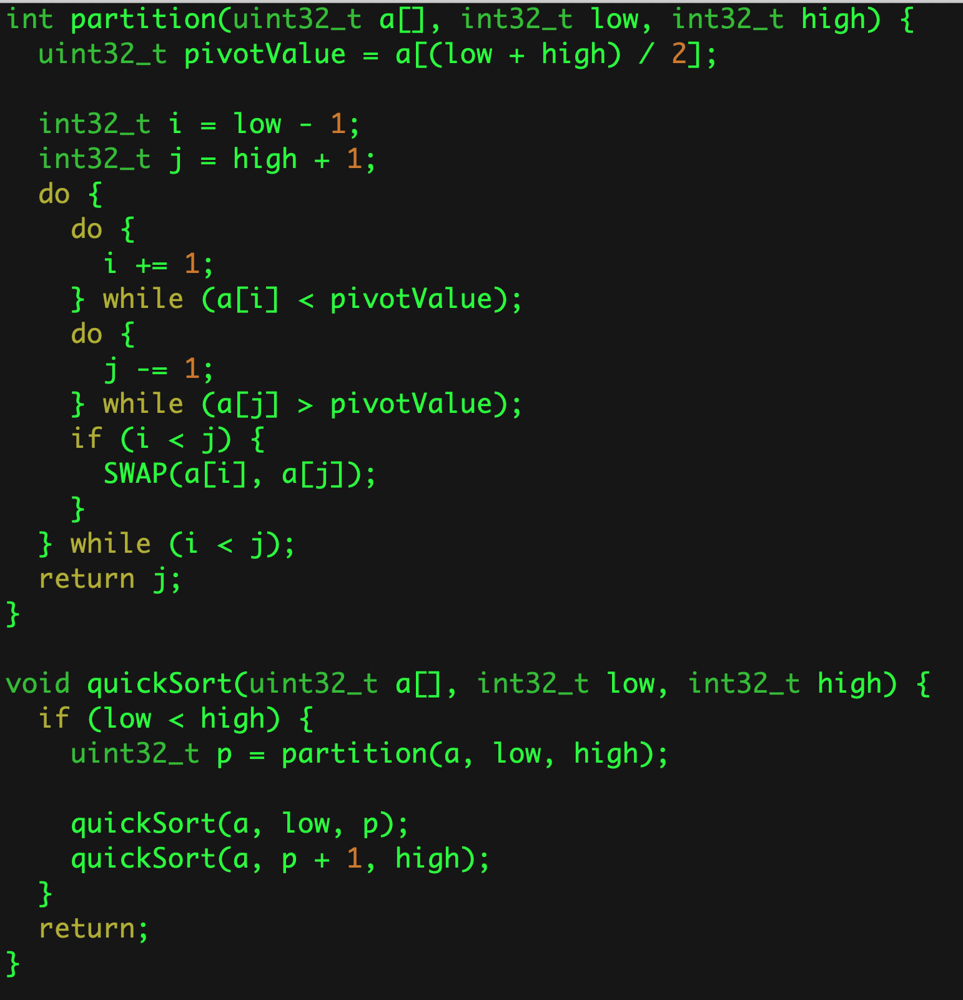 int partition(uint32_t a[], int32_t low, int32_t high) {
  uint32_t pivotValue = a[(low + high) / 2];

  int32_t i = low - 1;
  int32_t j = high + 1;
  do {
    do {
      i += 1;
    } while (a[i] < pivotValue);
    do {
      j -= 1;
    } while (a[j] > pivotValue);
    if (i < j) {
      SWAP(a[i], a[j]);
    }
  } while (i < j);
  return j;
}

void quickSort(uint32_t a[], int32_t low, int32_t high) {
  if (low < high) {
    uint32_t p = partition(a, low, high);

    quickSort(a, low, p);
    quickSort(a, p + 1, high);
  }
  return;
}